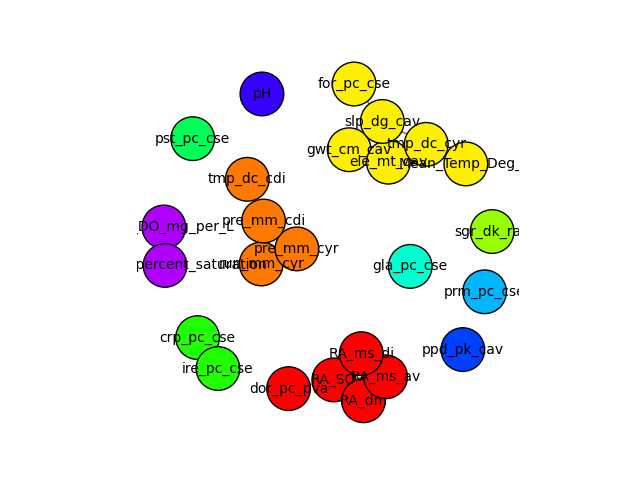 for_pc_cse
pH
slp_dg_cav
pst_pc_cse
tmp_dc_cyr
gwt_cm_cav
ele_mt_cav
Mean_Temp_Deg_
tmp_dc_cdi
pre_mm_cdi
_DO_mg_per_L
sgr_dk_ra
pre_mm_cyr
percent_saturation
run_mm_cyr
gla_pc_cse
prm_pc_cse
crp_pc_cse
ppd_pk_cav
RA_ms_di
ire_pc_cse
RA_SO
RA_ms_av
dor_pc_pva
RA_dm